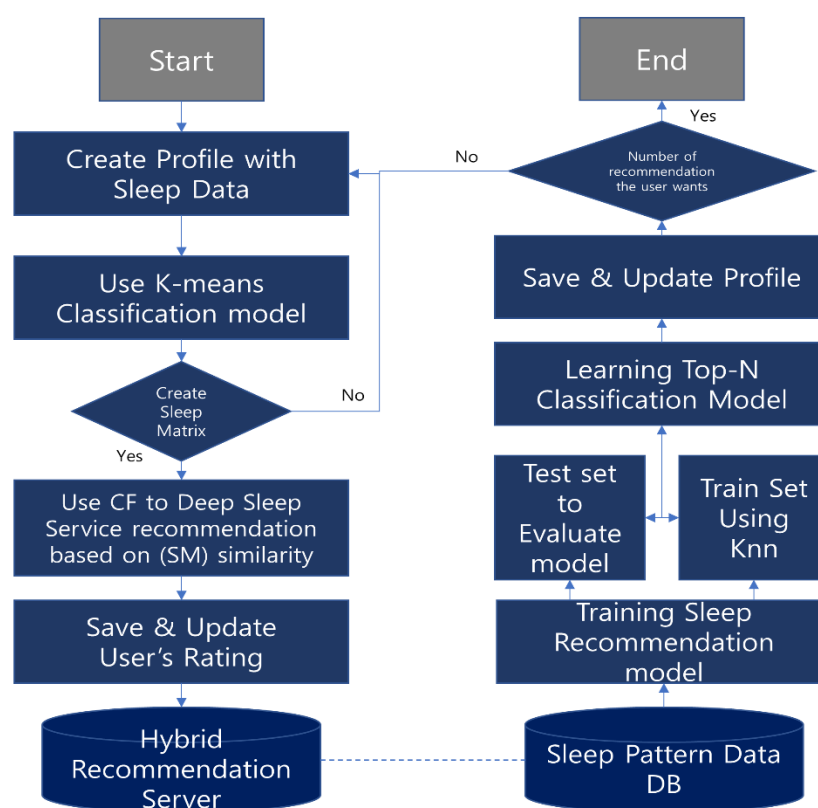 Start
Create Profile with
Sleep Data
Use K-means
Classification model
Create
Sleep
Matrix
No
Yes
Use CF to Deep Sleep
Service recommendation
based on (SM) similarity
Save & Update
User's Rating
Hybrid
Recommendation
Server
End
Yes
No
Number of
recommendation
the user wants
Save & Update Profile
Learning Top-N
Classification Model
Test set
to
Evaluate
model
Train Set
Using
Knn
Training Sleep
Recommendation
model
Sleep Pattern Data
DB